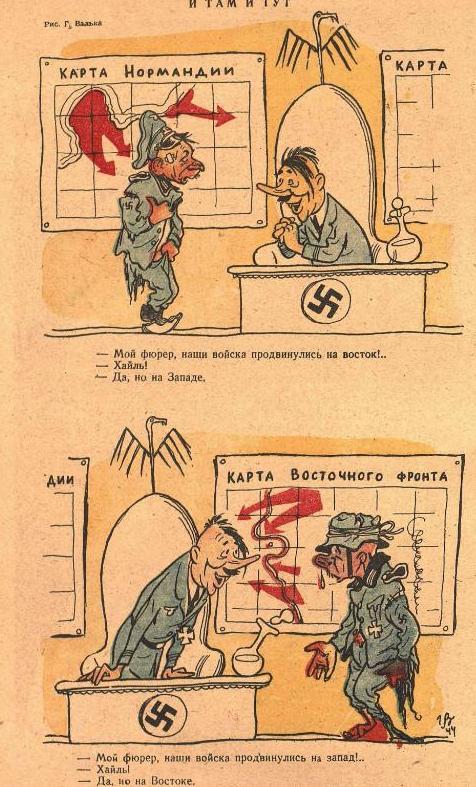 И ТАМ И ТУТ
Рис. Г. Валька
КАРТА НОРМАНДИИ
КАРТА
— Мой фюрер, наши войска продвинулись на восток!..
— Хайль!
— Да, но на Западе.
ДИИ
КАРТА ВОСТОЧНОГО ФРОНТА
44
— Мой фюрер, наши войска продвинулись на запад!..
— Хайль!
— Да, но на Востоке.